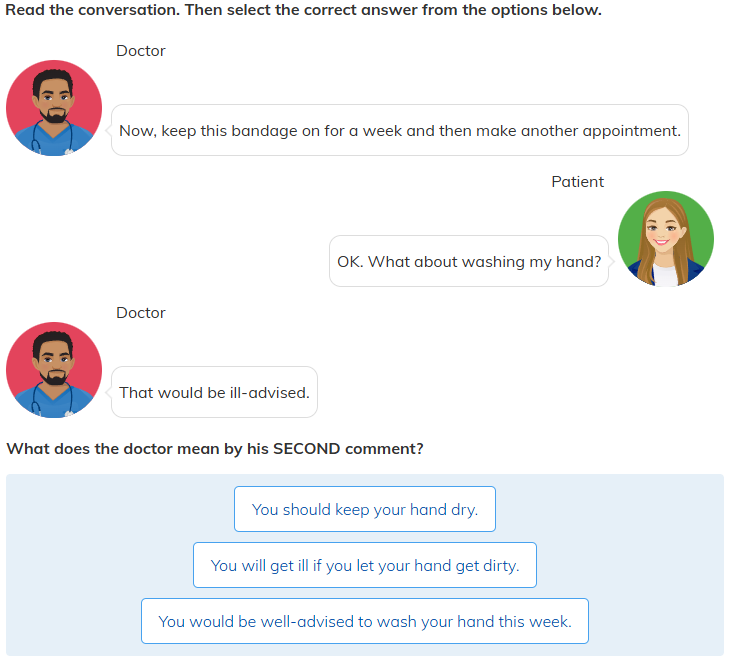 Read the conversation. Then select the correct answer from the options below.
Doctor
Now, keep this bandage on for a week and then make another appointment.
Patient
OK. What about washing my hand?
Doctor
That would be ill-advised.
What does the doctor mean by his SECOND comment?
You should keep your hand dry.
You will get ill if you let your hand get dirty.
You would be well-advised to wash your hand this week.